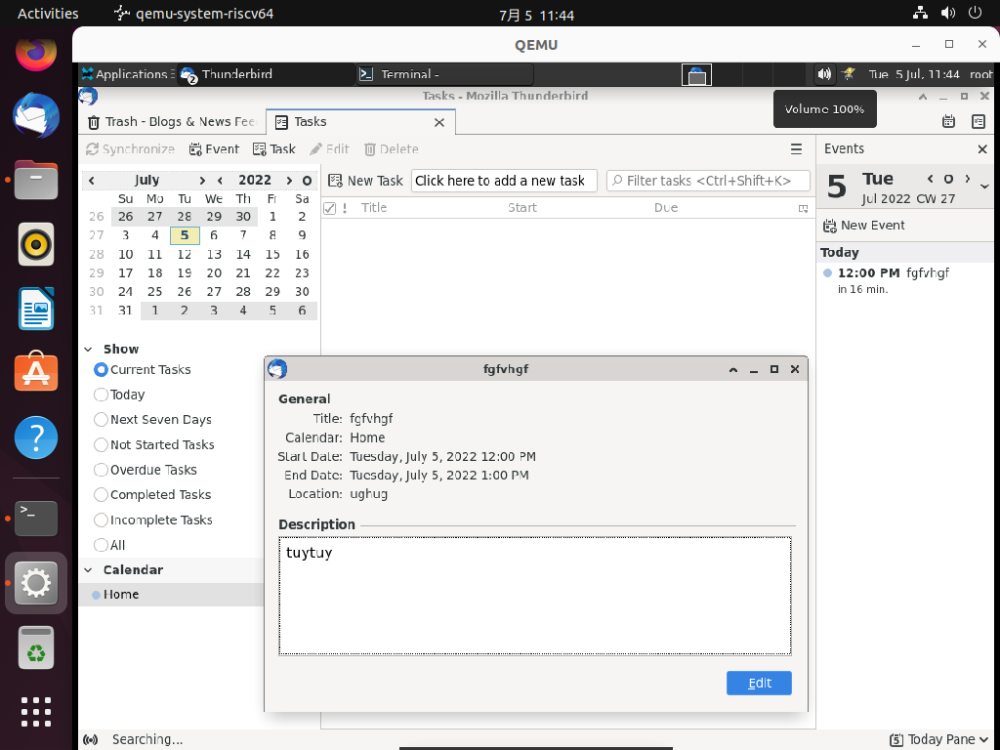 Activities
qemu-system-riscv64
7月 5 11:44
QEMU
Applications
2
Thunderbird
Terminal -
Tue 5 Jul, 11:44
root
Tasks - Mozilla Thunderbird
Volume 100%
Trash - Blogs & News Fee
Tasks
Synchronize
Event
Task
Edit
Delete
Events
July 2022
Su Mo Tu We Th Fr Sa
26 26 27 28 29 30 1 2
27 3 4 5 6 7 8 9
28 10 11 12 13 14 15 16
29 17 18 19 20 21 22 23
30 24 25 26 27 28 29 30
31 31 1 2 3 4 5 6
New Task
Click here to add a new task
Filter tasks <Ctrl+Shift+K>
! Title Start Due
5 Tue
Jul 2022 CW 27
New Event
Today
12:00 PM fgfvhgf
in 16 min.
Show
Current Tasks
Today
Next Seven Days
Not Started Tasks
Overdue Tasks
Completed Tasks
Incomplete Tasks
All
Calendar
Home
fgfvhgf
General
Title: fgfvhgf
Calendar: Home
Start Date: Tuesday, July 5, 2022 12:00 PM
End Date: Tuesday, July 5, 2022 1:00 PM
Location: ughug
Description
tuytuy
Edit
Searching...
5 Today Pane